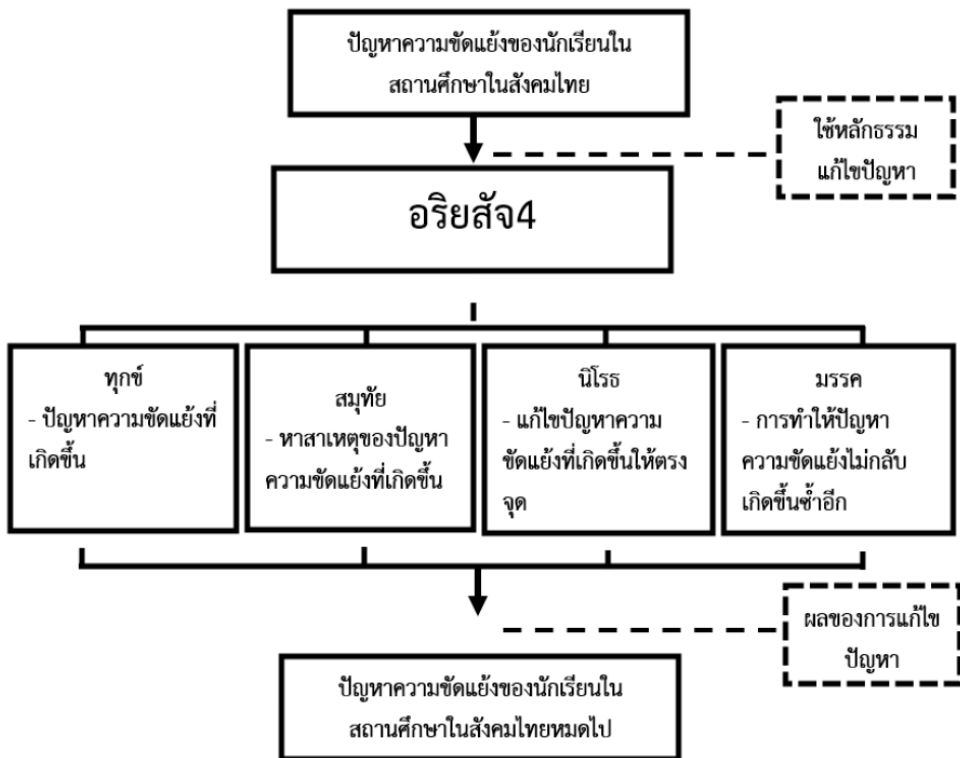 ปัญหาความขัดแย้งของนักเรียนใน
สถานศึกษาในสังคมไทย
ใช้หลักธรรม
แก้ไขปัญหา
อริยสัจ4
ทุกข์
- ปัญหาความขัดแย้งที่
เกิดขึ้น
สมุทัย
- หาสาเหตุของปัญหา
ความขัดแย้งที่เกิดขึ้น
นิโรธ
- แก้ไขปัญหาความ
ขัดแย้งที่เกิดขึ้นให้ตรง
จุด
มรรค
- การทำให้ปัญหา
ความขัดแย้งไม่กลับ
เกิดขึ้นซ้ำอีก
ผลของการแก้ไข
ปัญหา
ปัญหาความขัดแย้งของนักเรียนใน
สถานศึกษาในสังคมไทยหมดไป